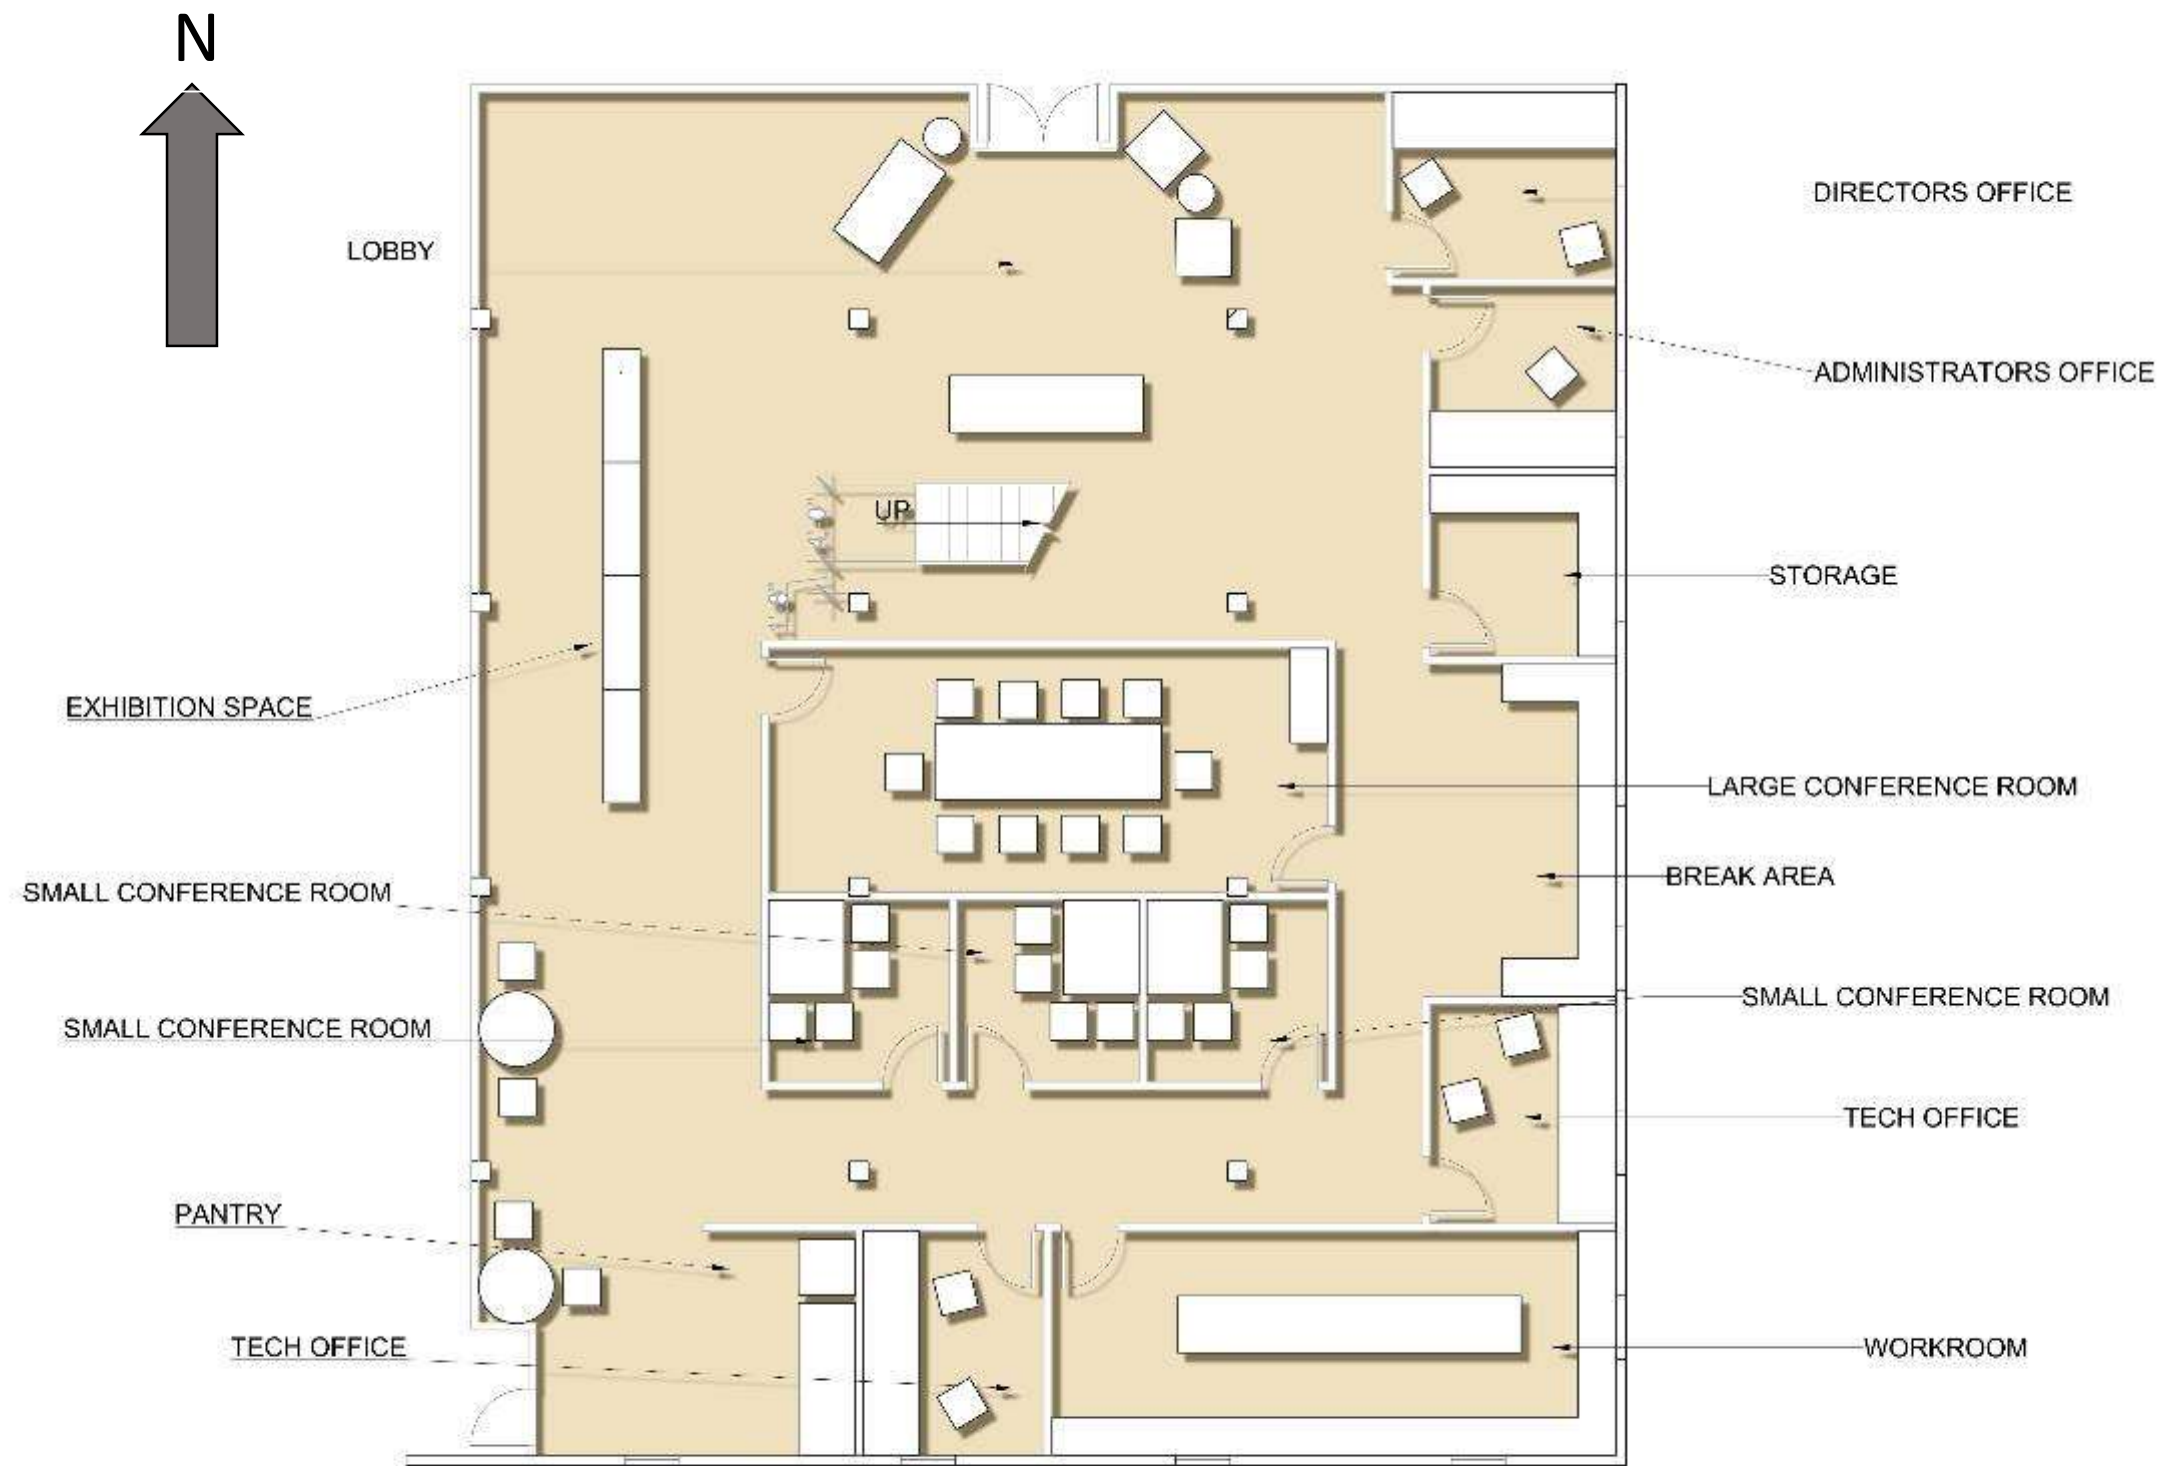 N
DIRECTORS OFFICE
LOBBY
ADMINISTRATORS OFFICE
UP
STORAGE
EXHIBITION SPACE
LARGE CONFERENCE ROOM
BREAK AREA
SMALL CONFERENCE ROOM
SMALL CONFERENCE ROOM
SMALL CONFERENCE ROOM
TECH OFFICE
PANTRY
TECH OFFICE
WORKROOM